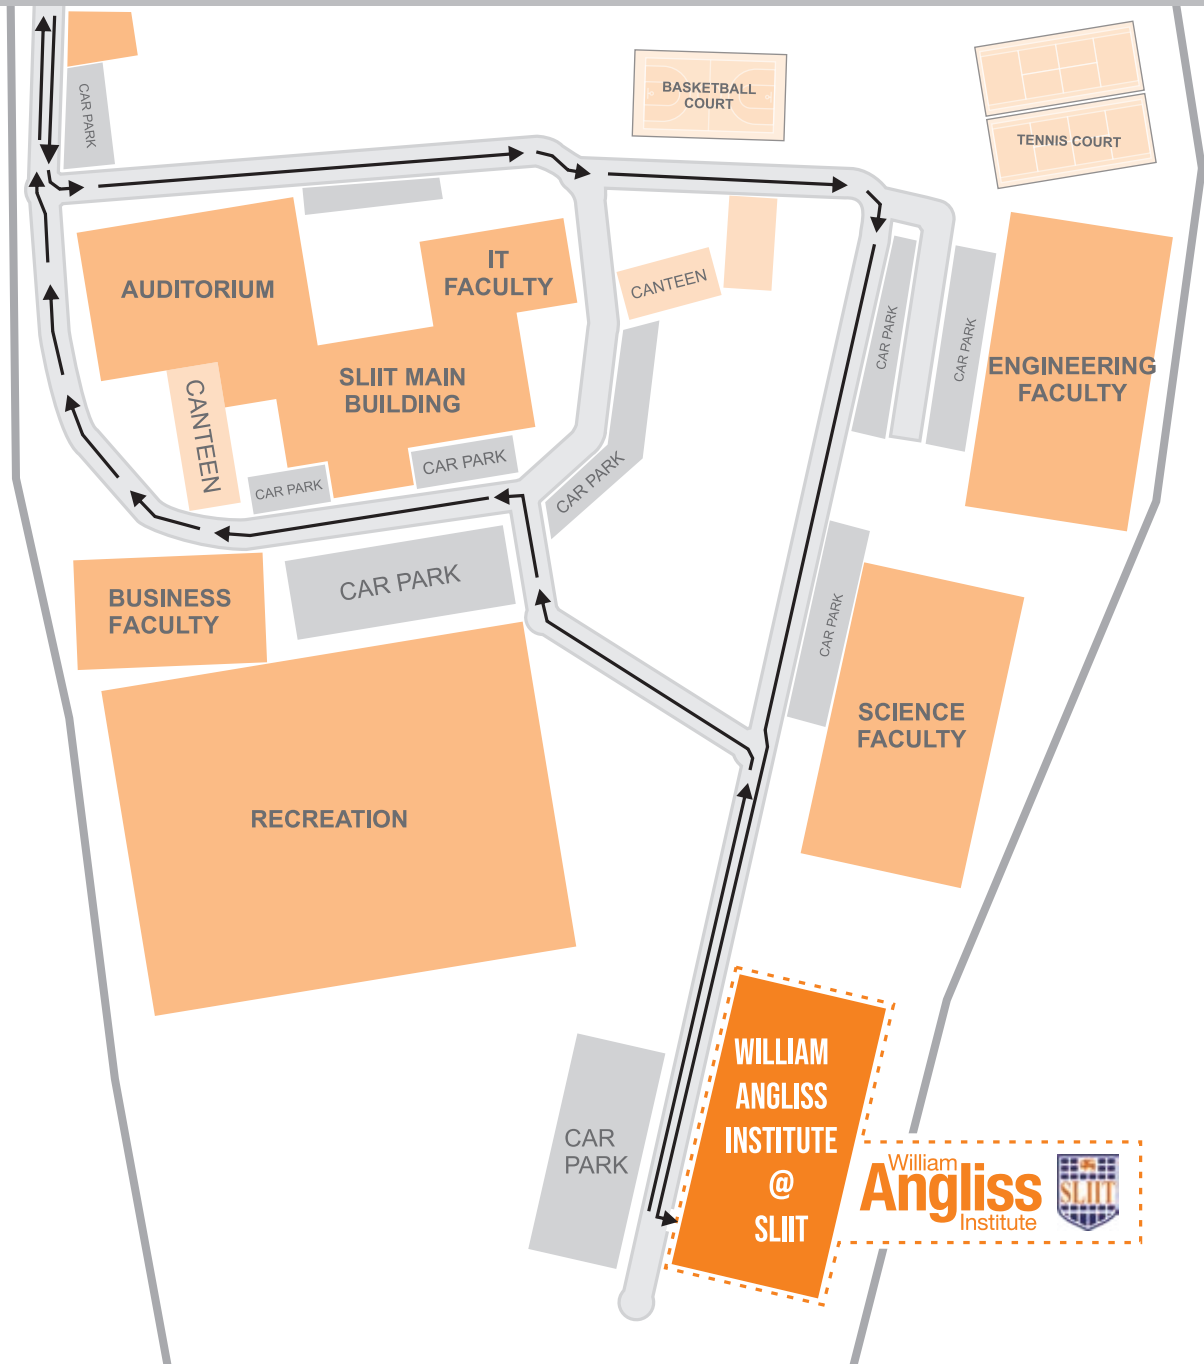 CAR PARK
BASKETBALL
COURT
TENNIS COURT
AUDITORIUM
IT
FACULTY
CANTEEN
CAR PARK
CAR PARK
ENGINEERING
FACULTY
SLIIT MAIN
BUILDING
CANTEEN
CAR PARK
CAR PARK
CAR PARK
CAR PARK
BUSINESS
FACULTY
CAR PARK
SCIENCE
FACULTY
RECREATION
WILLIAM
ANGLISS
INSTITUTE
@
SLIIT
CAR
PARK
William
Angliss
Institute
SLIIT